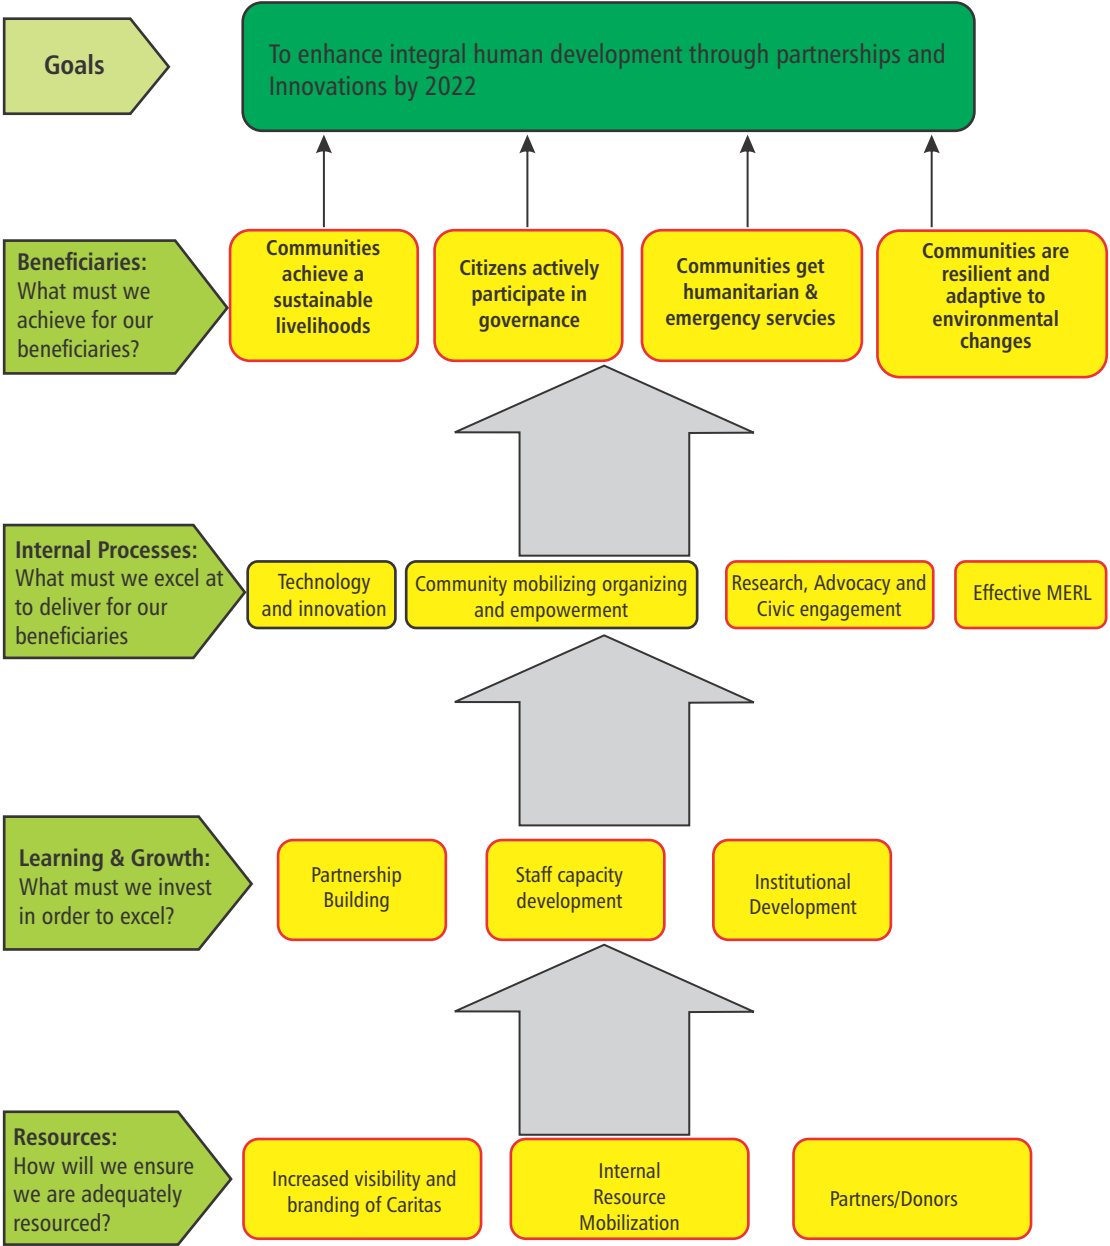 Goals
To enhance integral human development through partnerships and
Innovations by 2022
Beneficiaries:
What must we
achieve for our
beneficiaries?
Communities
achieve a
sustainable
livelihoods
Citizens actively
participate in
governance
Communities get
humanitarian &
emergency servcies
Communities are
resilient and
adaptive to
environmental
changes
Internal Processes:
What must we excel at
to deliver for our
beneficiaries
Technology
and innovation
Community mobilizing organizing
and empowerment
Research, Advocacy and
Civic engagement
Effective MERL
Learning & Growth:
What must we invest
in order to excel?
Partnership
Building
Staff capacity
development
Institutional
Development
Resources:
How will we ensure
we are adequately
resourced?
Increased visibility and
branding of Caritas
Internal
Resource
Mobilization
Partners/Donors